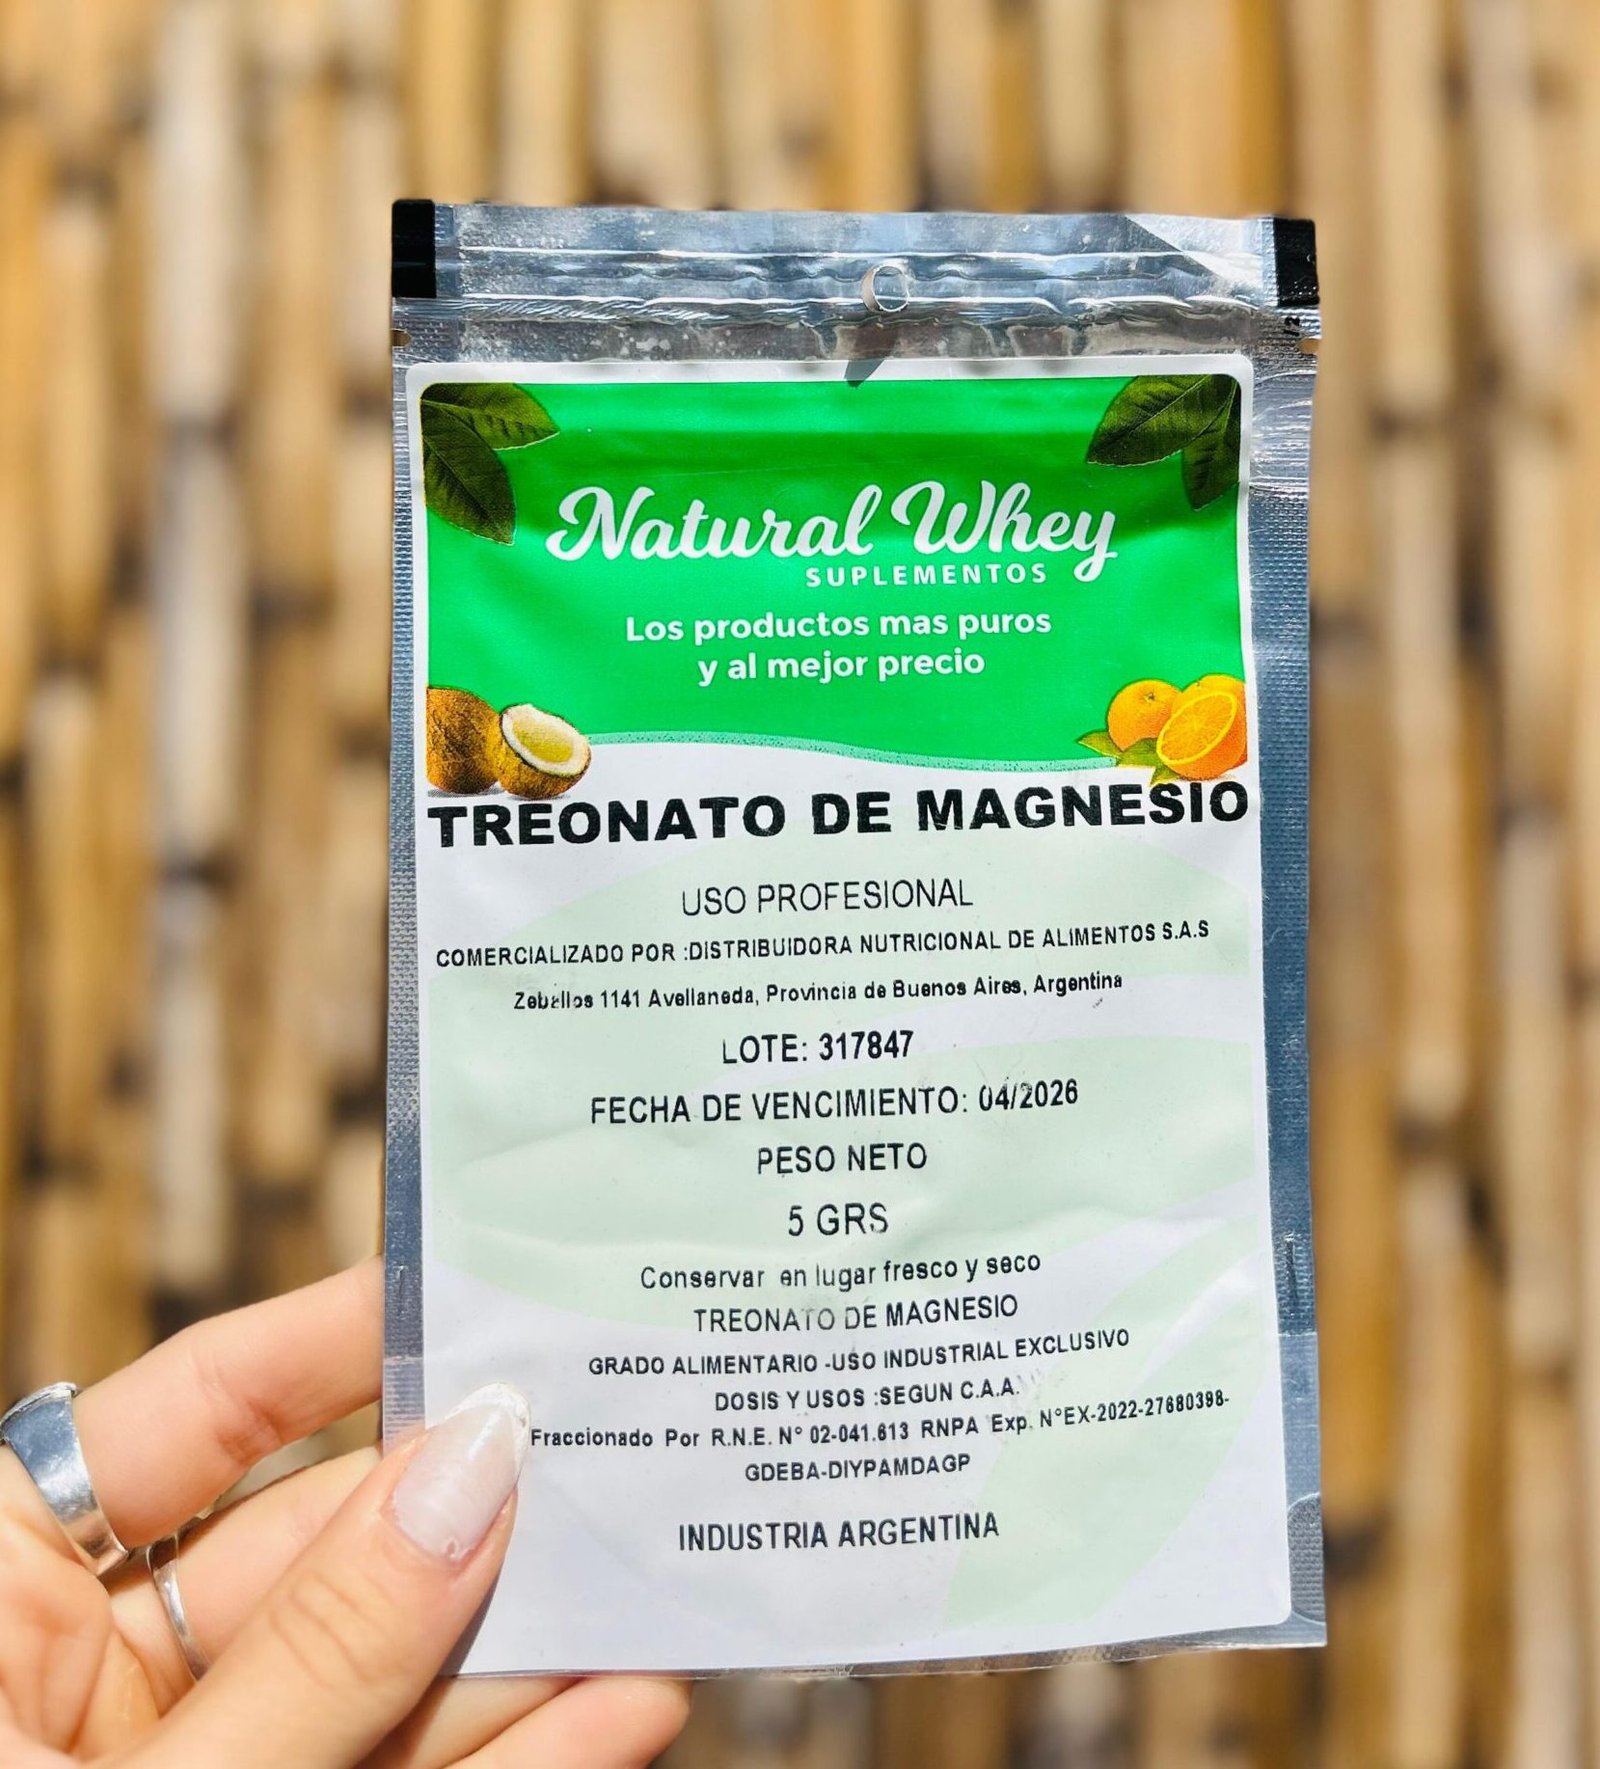 Natural Whey
SUPLEMENTOS
Los productos mas puros
y al mejor precio
TREONATO DE MAGNESIO
USO PROFESIONAL
COMERCIALIZADO POR :DISTRIBUIDORA NUTRICIONAL DE ALIMENTOS S.A.S
Zeballos 1141 Avellaneda, Provincia de Buenos Aires, Argentina
LOTE: 317847
FECHA DE VENCIMIENTO: 04/2026
PESO NETO
5 GRS
Conservar en lugar fresco y seco
TREONATO DE MAGNESIO
GRADO ALIMENTARIO -USO INDUSTRIAL EXCLUSIVO
DOSIS Y USOS :SEGUN C.A.A.
Fraccionado Por R.N.E. N° 02-041.613 RNPA Exp. N°EX-2022-27680398-
GDEBA-DIYPAMDAGP
INDUSTRIA ARGENTINA